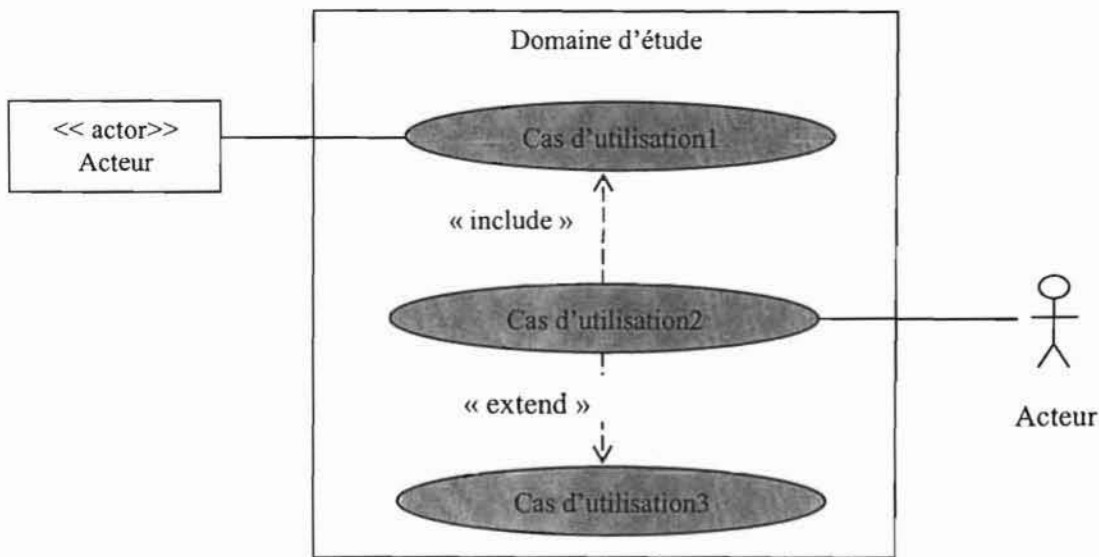 Domaine d'étude
<< actor>>
Acteur
Cas d'utilisation1
« include »
Cas d'utilisation2
« extend »
Acteur
Cas d'utilisation3